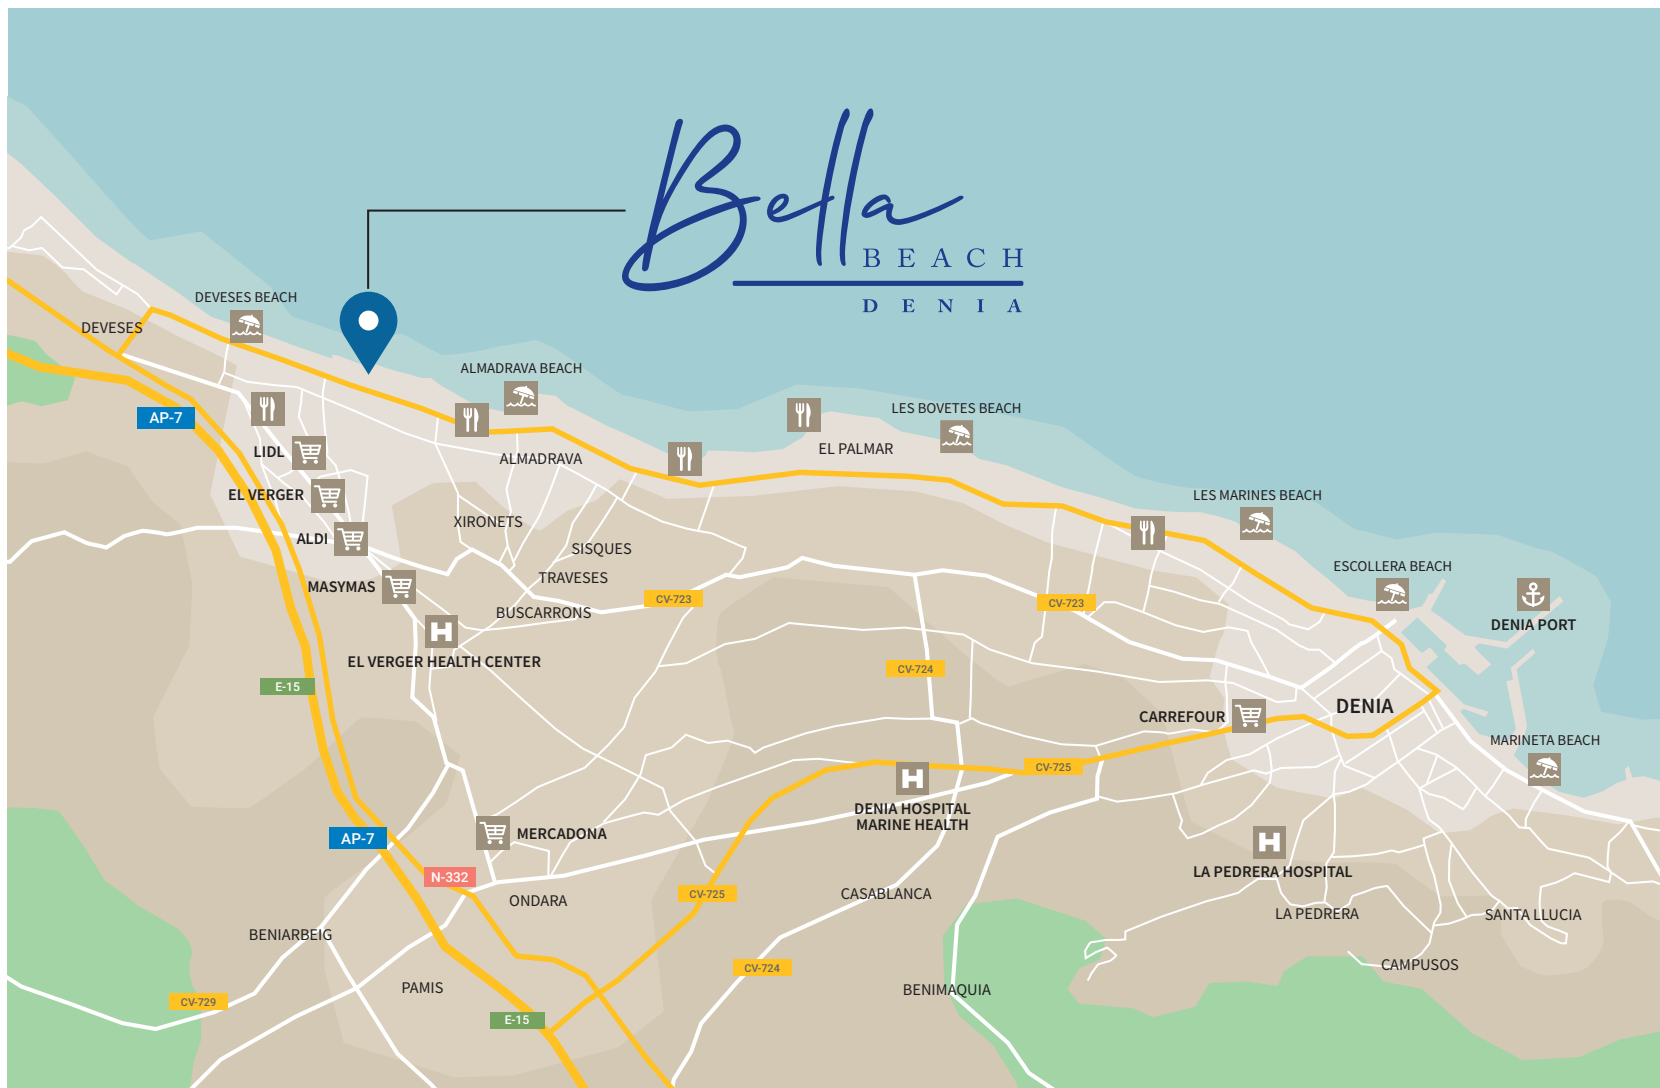 Bella
BEACH
DENIA
DEVESES BEACH
DEVESES
ALMADRAVA BEACH
LES BOVETES BEACH
AP-7
EL PALMAR
LIDL
ALMADRAVA
EL VERGER
LES MARINES BEACH
XIRONETS
ALDI
SISQUES
ESCOLLERA BEACH
TRAVESES
MASYMAS
CV-723
CV-723
BUSCARRONS
DENIA PORT
EL VERGER HEALTH CENTER
CV-724
E-15
DENIA
CARREFOUR
MARINETA BEACH
CV-725
DENIA HOSPITAL
MARINE HEALTH
MERCADONA
AP-7
LA PEDRERA HOSPITAL
N-332
CV-725
CASABLANCA
ONDARA
LA PEDRERA
SANTA LLUCIA
BENIARBEIG
CV-724
CAMPUSOS
PAMIS
BENIMAQUIA
CV-729
E-15